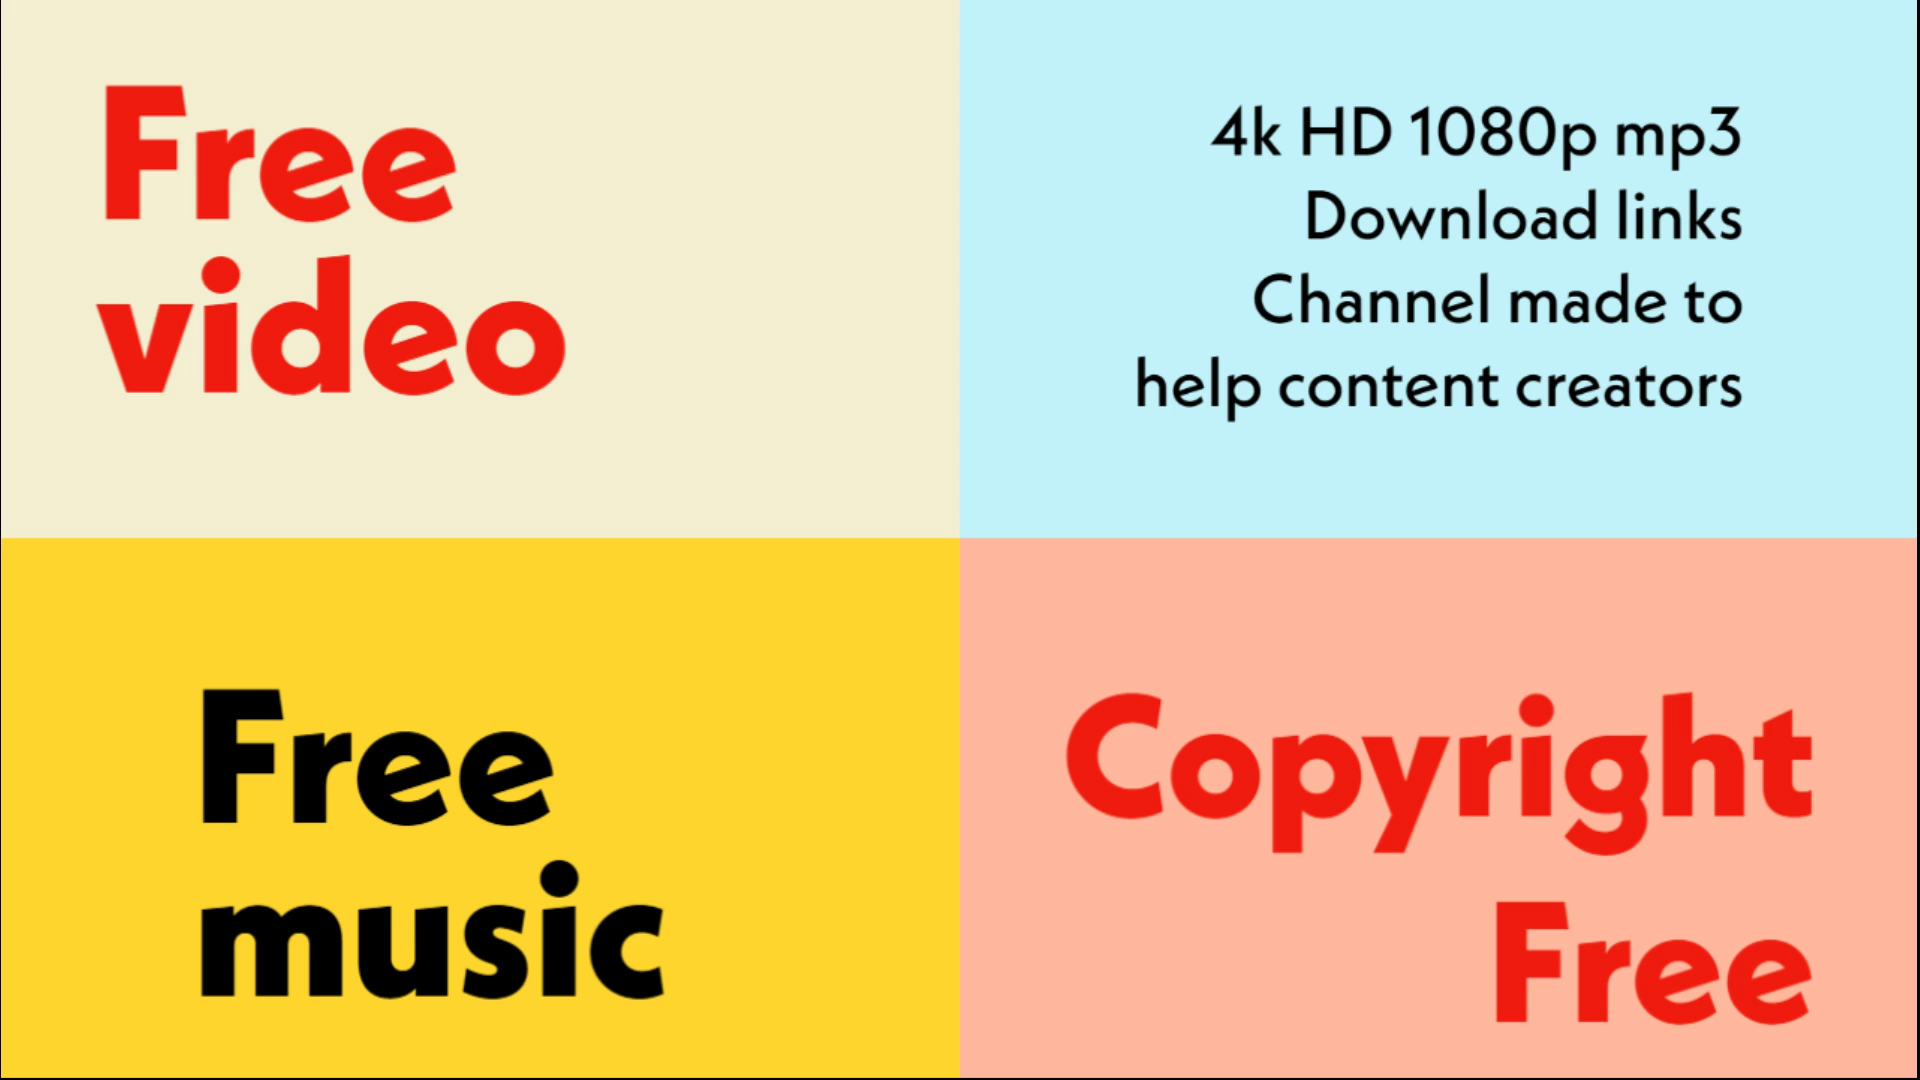 Free
video
4k HD 1080p mp3
Download links
Channel made to
help content creators
Free
music
Copyright
Free